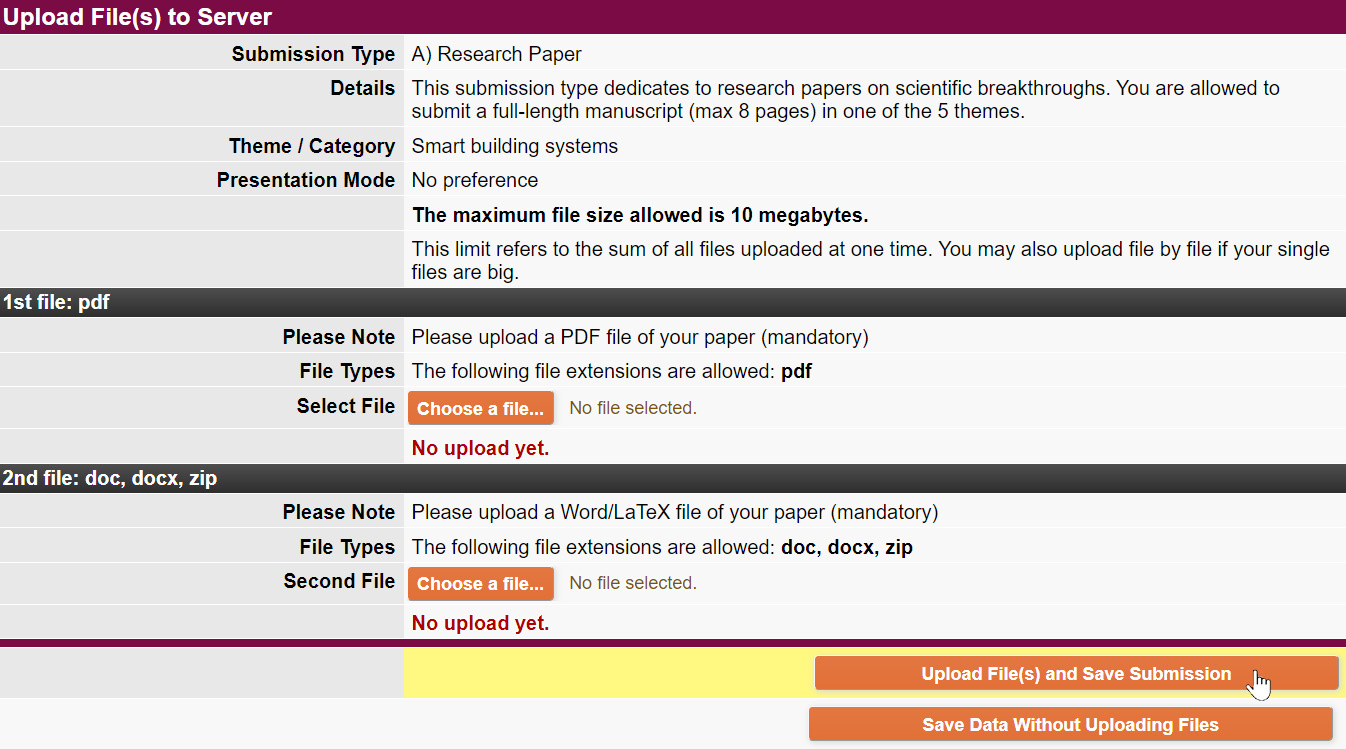 Upload File(s) to Server
Submission Type A) Research Paper
Details This submission type dedicates to research papers on scientific breakthroughs. You are allowed to
submit a full-length manuscript (max 8 pages) in one of the 5 themes.
Theme / Category Smart building systems
Presentation Mode No preference
The maximum file size allowed is 10 megabytes.
This limit refers to the sum of all files uploaded at one time. You may also upload file by file if your single
files are big.
1st file: pdf
Please Note Please upload a PDF file of your paper (mandatory)
File Types The following file extensions are allowed: pdf
Select File Choose a file... No file selected.
No upload yet.
2nd file: doc, docx, zip
Please Note Please upload a Word/LaTeX file of your paper (mandatory)
File Types The following file extensions are allowed: doc, docx, zip
Second File Choose a file... No file selected.
No upload yet.
Upload File(s) and Save Submission
Save Data Without Uploading Files